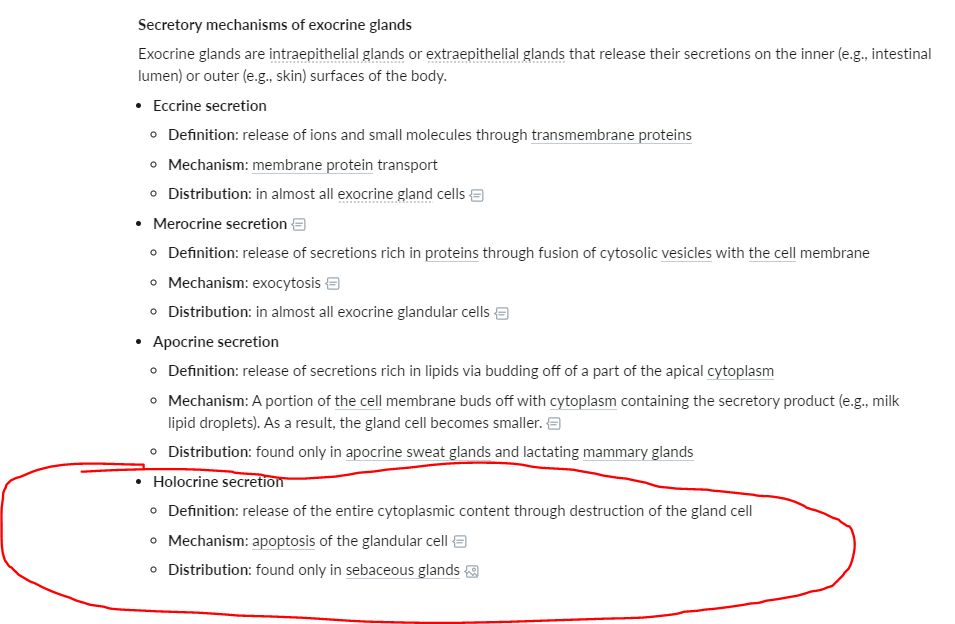 Secretory mechanisms of exocrine glands
Exocrine glands are intraepithelial glands or extraepithelial glands that release their secretions on the inner (e.g., intestinal
lumen) or outer (e.g., skin) surfaces of the body.
• Eccrine secretion
Definition: release of ions and small molecules through transmembrane proteins
Mechanism: membrane protein transport
Distribution: in almost all exocrine gland cells
• Merocrine secretion
Definition: release of secretions rich in proteins through fusion of cytosolic vesicles with the cell membrane
Mechanism: exocytosis
Distribution: in almost all exocrine glandular cells
• Apocrine secretion
Definition: release of secretions rich in lipids via budding off of a part of the apical cytoplasm
Mechanism: A portion of the cell membrane buds off with cytoplasm containing the secretory product (e.g., milk
lipid droplets). As a result, the gland cell becomes smaller.
Distribution: found only in apocrine sweat glands and lactating mammary glands
• Holocrine secretion
Definition: release of the entire cytoplasmic content through destruction of the gland cell
Mechanism: apoptosis of the glandular cell
Distribution: found only in sebaceous glands